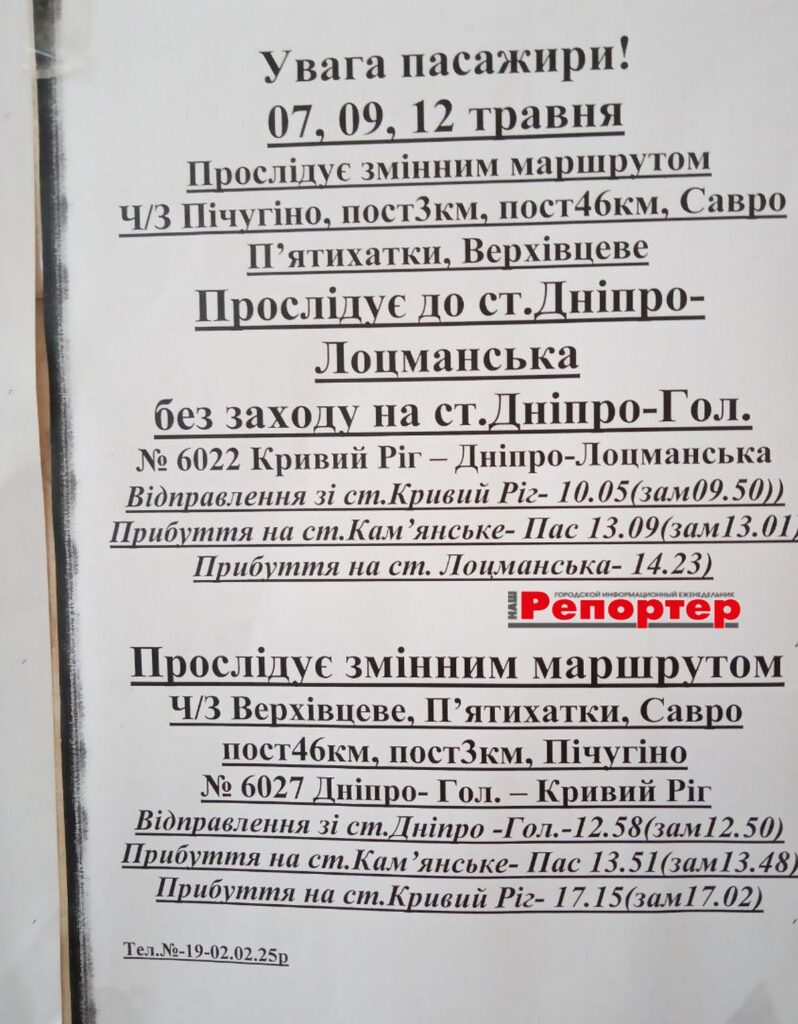 Увага пасажири!
07, 09, 12 травня
Прослідує змінним маршрутом
Ч/З Пічугіно, пост3км, пост46км, Савро
П’ятихатки, Верхівцеве
Прослідує до ст.Дніпро-
Лоцманська
без заходу на ст.Дніпро-Гол.
№ 6022 Кривий Ріг – Дніпро-Лоцманська
Відправлення зі ст.Кривий Ріг- 10.05(зам09.50))
Прибуття на ст.Кам’янське- Пас 13.09(зам13.01)
Прибуття на ст. Лоцманська- 14.23)
ГОРОДСКОЙ ИНФОРМАЦИОННЫЙ ЕЖЕНЕДЕЛЬНИК
НАШ Репортер
Прослідує змінним маршрутом
Ч/З Верхівцеве, П’ятихатки, Савро
пост46км, пост3км, Пічугіно
№ 6027 Дніпро- Гол. – Кривий Ріг
Відправлення зі ст.Дніпро -Гол.-12.58(зам12.50)
Прибуття на ст.Кам’янське- Пас 13.51(зам13.48)
Прибуття на ст.Кривий Ріг- 17.15(зам17.02)
Тел.№-19-02.02.25р